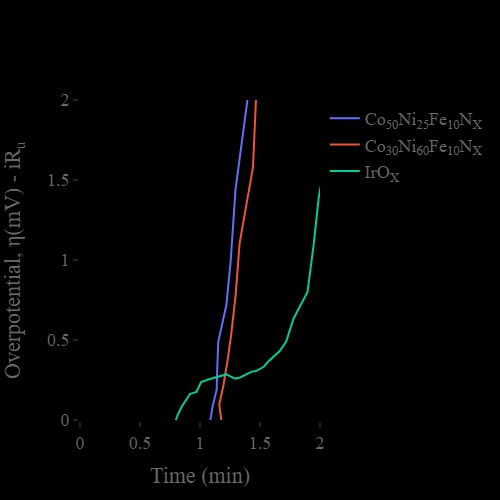 2
Co₅₀Ni₂₅Fe₁₀Nₓ
Co₃₀Ni₆₀Fe₁₀Nₓ
IrOₓ
1.5
1
0.5
0
Overpotential, η(mV) - iRᵤ
0 0.5 1 1.5 2
Time (min)